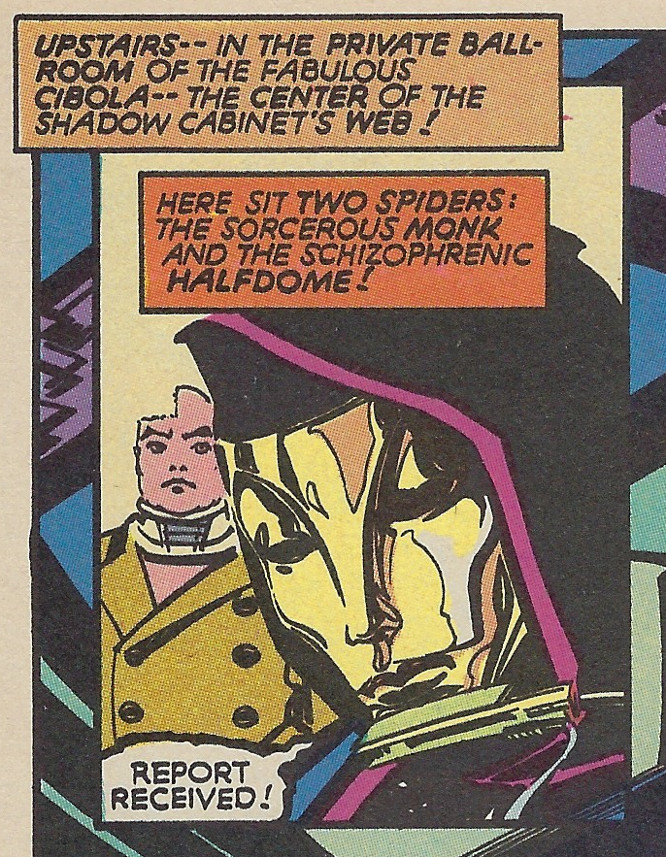 UPSTAIRS-- IN THE PRIVATE BALL-
ROOM OF THE FABULOUS
CIBOLA-- THE CENTER OF THE
SHADOW CABINET'S WEB!
HERE SIT TWO SPIDERS:
THE SORCEROUS MONK
AND THE SCHIZOPHRENIC
HALFDOME!
REPORT
RECEIVED!